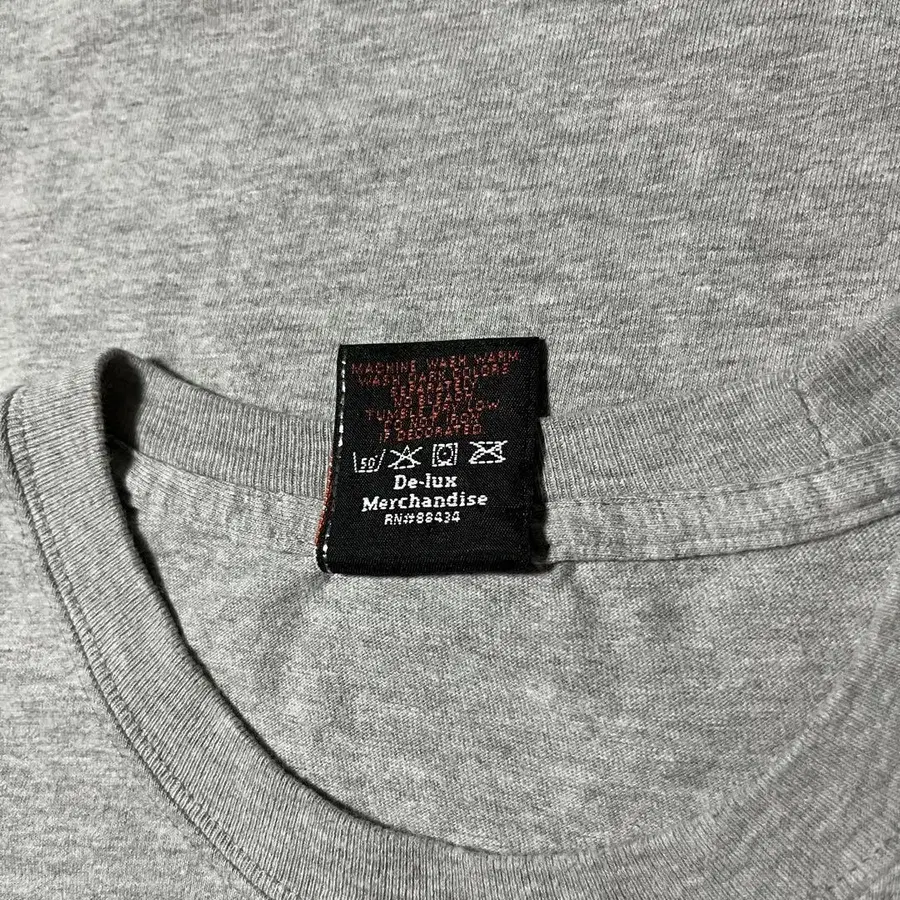 MACHINE WASH WARM
WASH DARK COLORS
SEPARATELY
NO BLEACH
TUMBLE DRY LOW
DO NOT IRON
IF DECORATED
50
De-lux
Merchandise
RN#88434